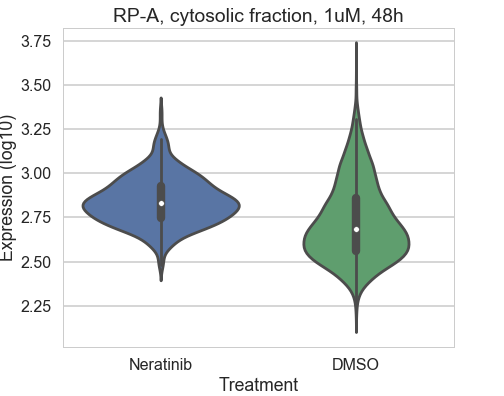 RP-A, cytosolic fraction, 1uM, 48h
3.75
3.50
3.25
3.00
2.75
2.50
2.25
Expression (log10)
Neratinib DMSO
Treatment